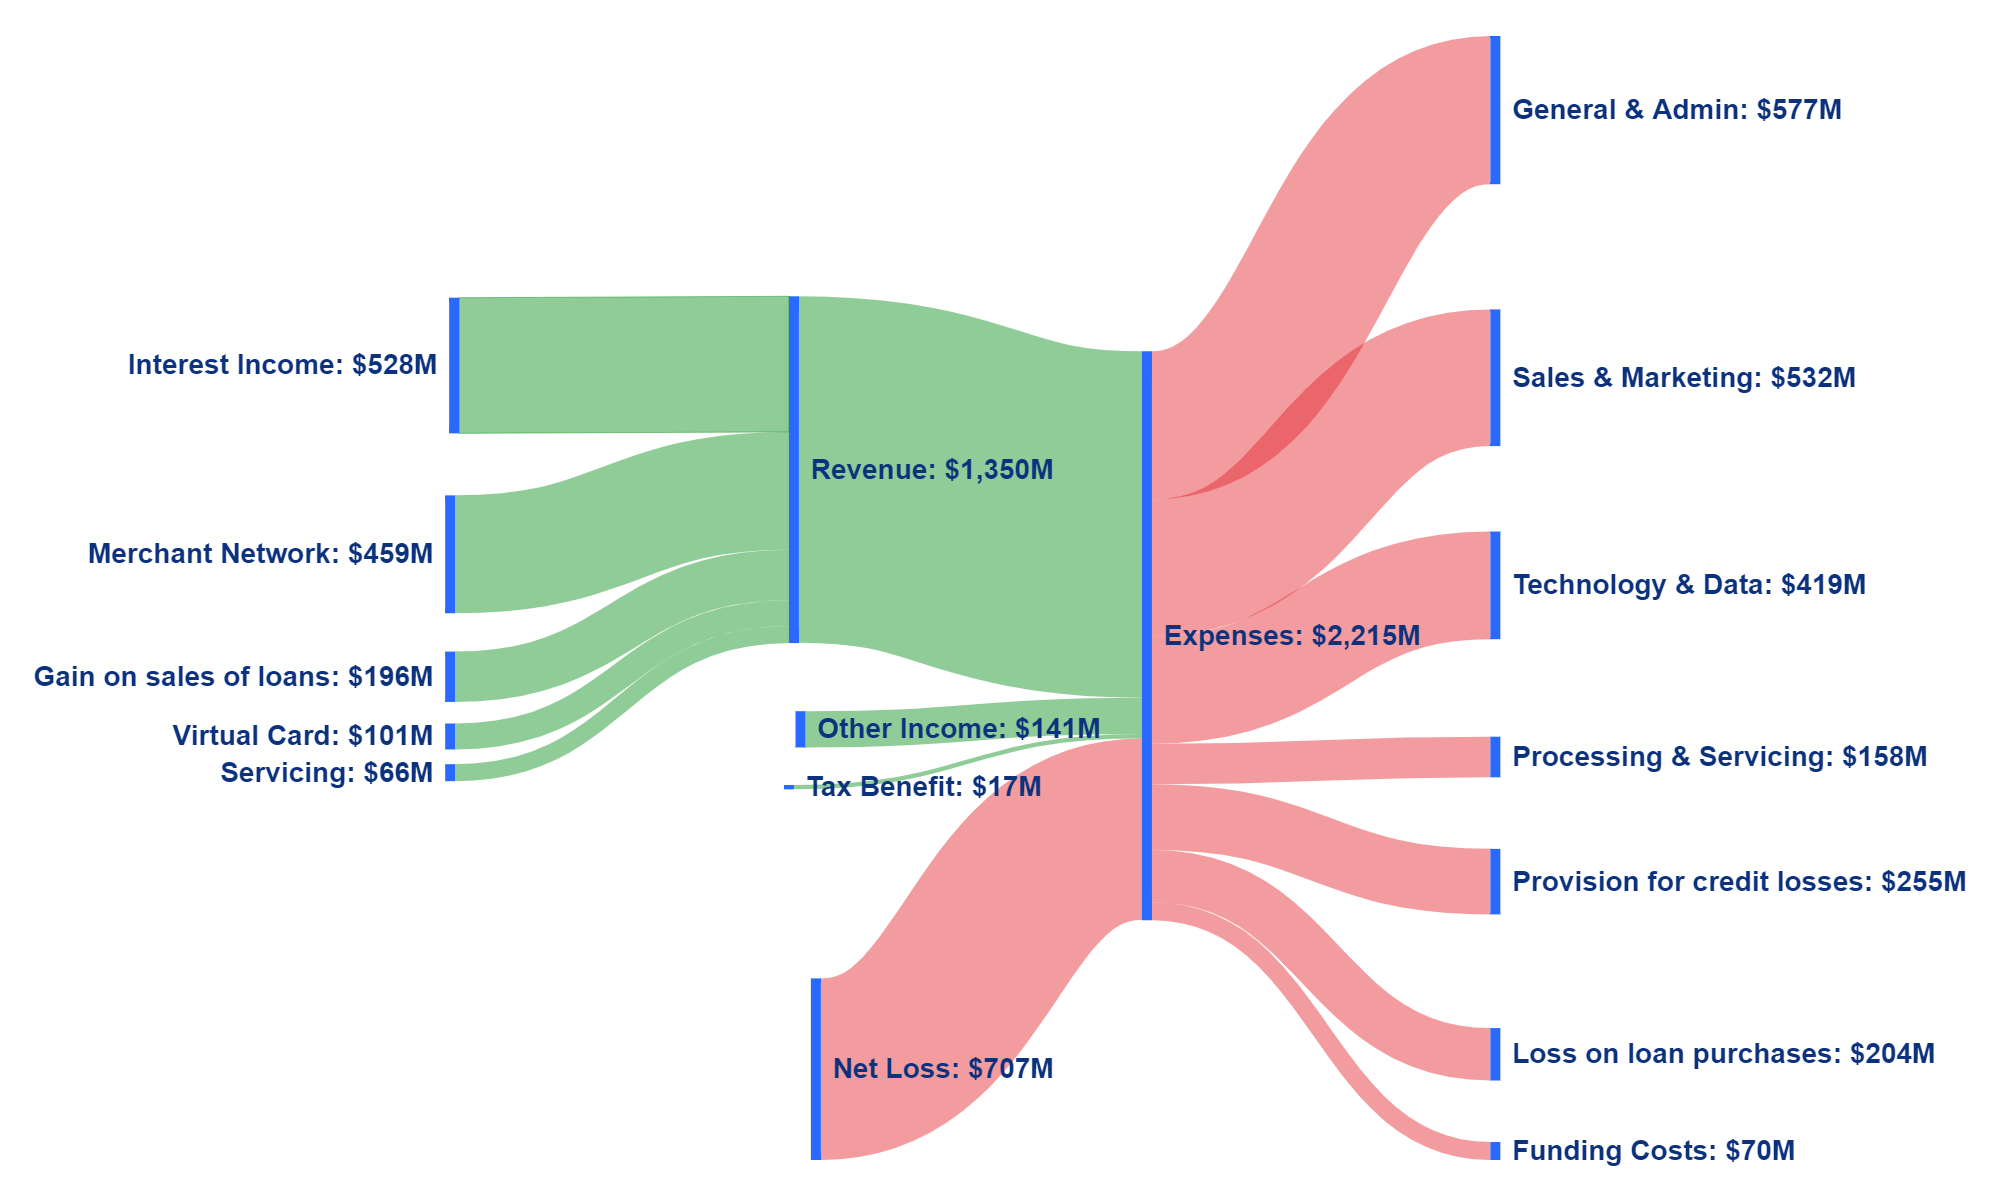 General & Admin: $577M
Sales & Marketing: $532M
Interest Income: $528M
Revenue: $1,350M
Merchant Network: $459M
Technology & Data: $419M
Expenses: $2,215M
Gain on sales of loans: $196M
Virtual Card: $101M
Other Income: $141M
Processing & Servicing: $158M
Servicing: $66M
Tax Benefit: $17M
Provision for credit losses: $255M
Net Loss: $707M
Loss on loan purchases: $204M
Funding Costs: $70M